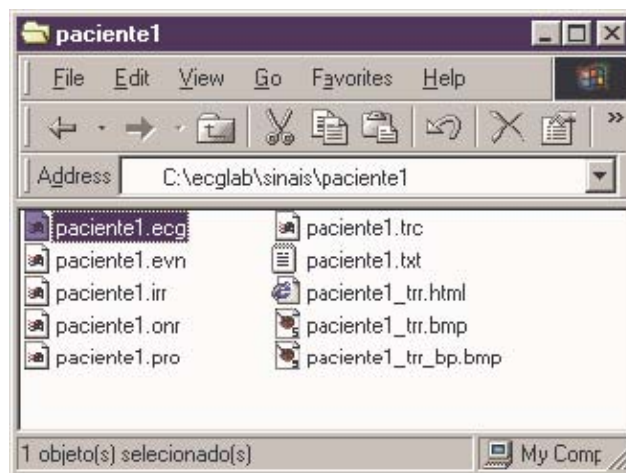 paciente1
File Edit View Go Favorites Help
Address C:\ecglab\sinais\paciente1
paciente1.ecg paciente1.trc
paciente1.evn paciente1.txt
paciente1.irr paciente1_trr.html
paciente1.onr paciente1_trr.bmp
paciente1.pro paciente1_trr_bp.bmp
1 objeto(s) selecionado(s) My Comp